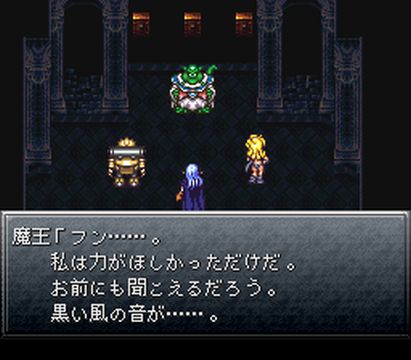 魔王「フン……。
私は力がほしかっただけだ。
お前にも聞こえるだろう。
黒い風の音が……。